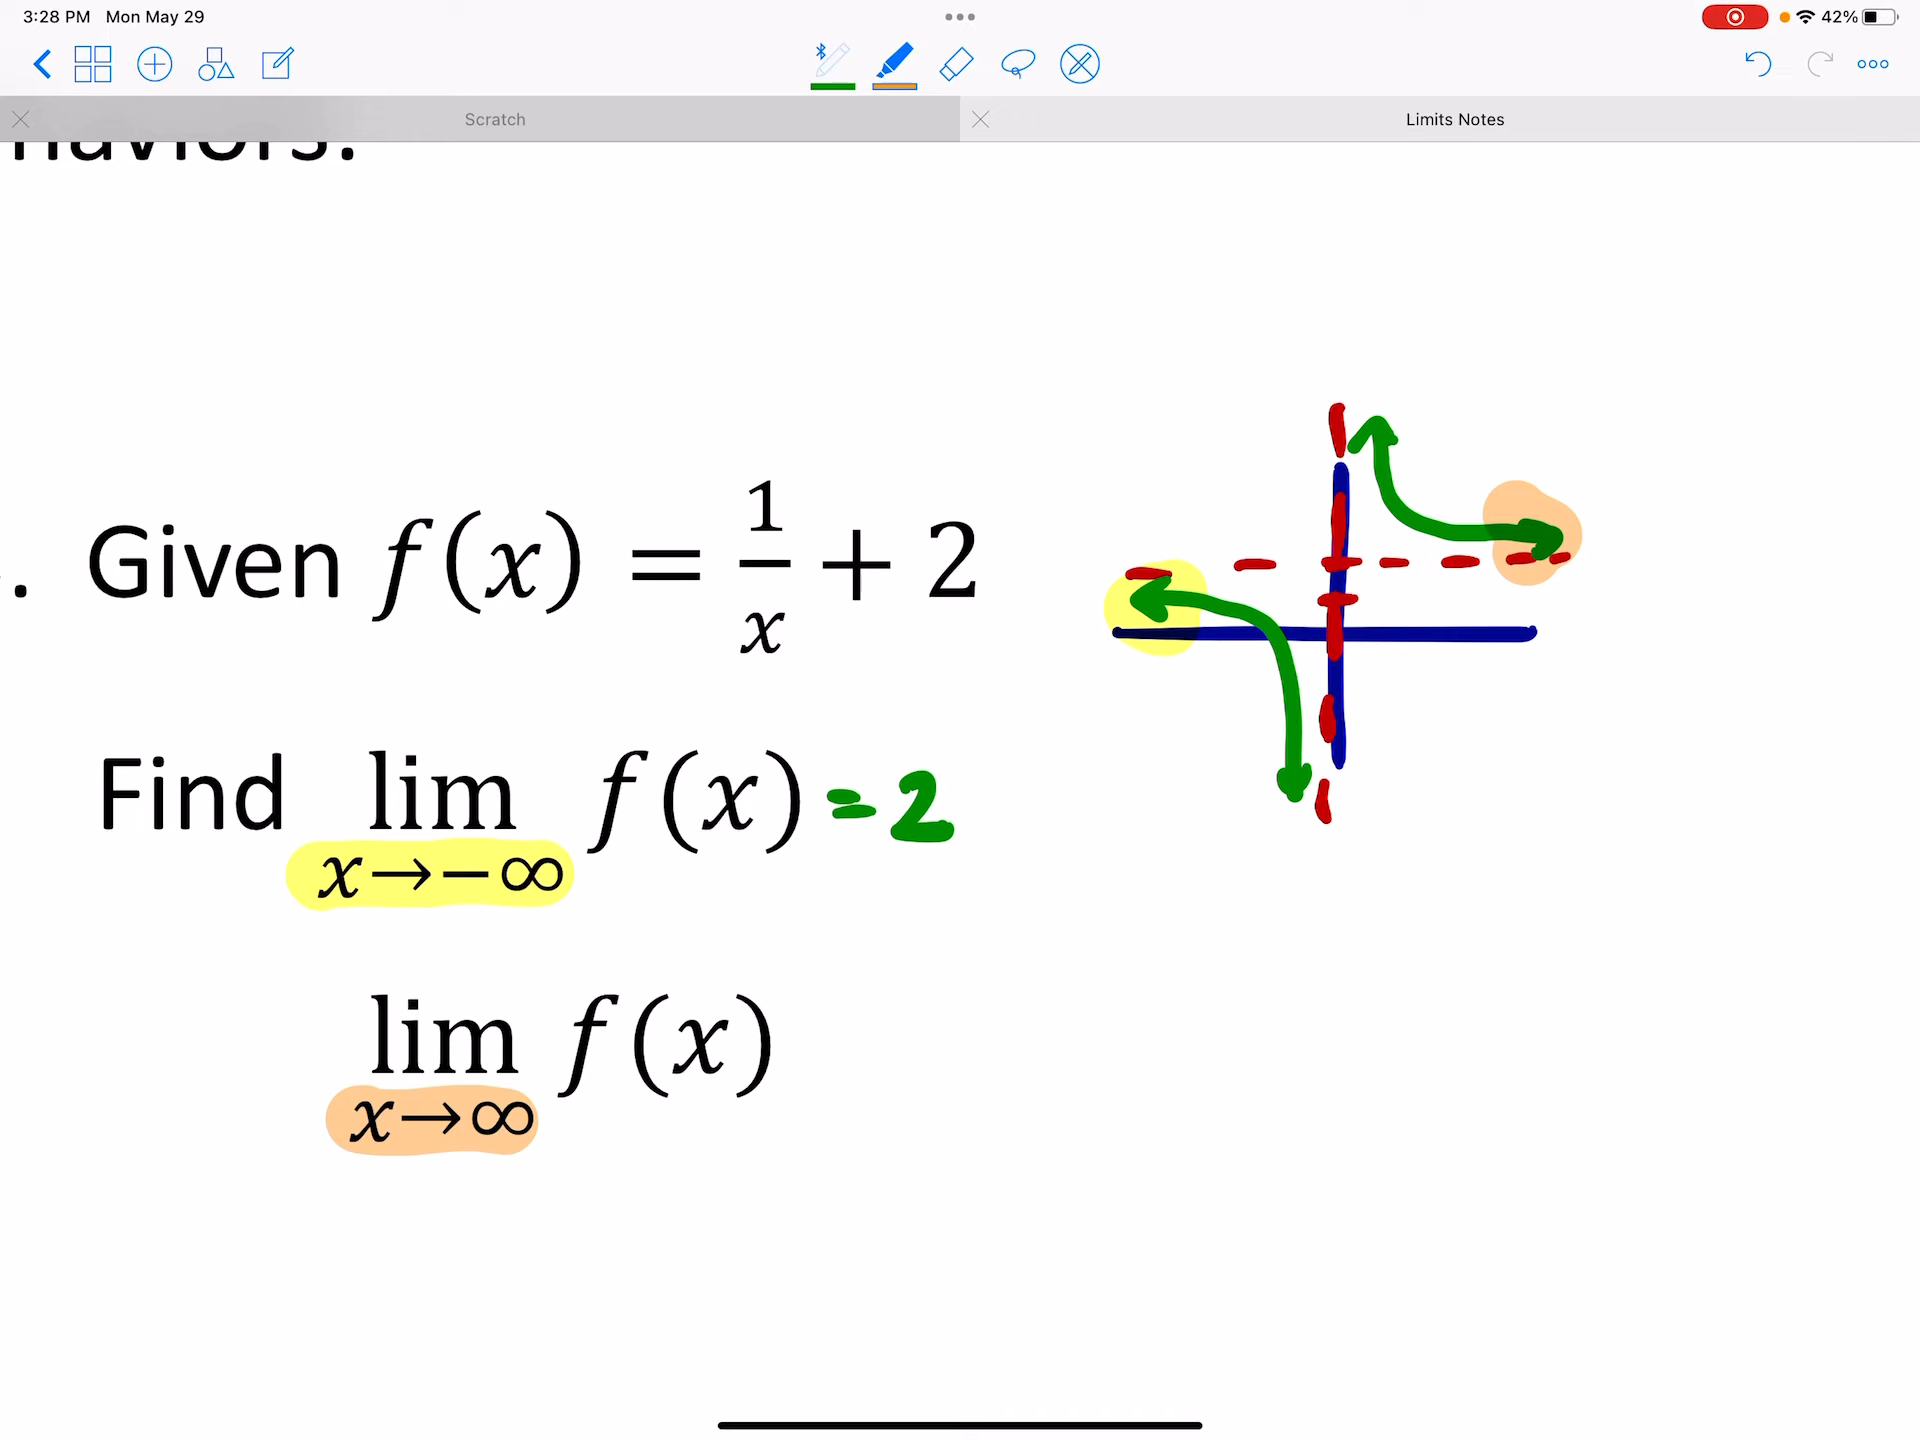 3:28 PM Mon May 29
42%
Scratch
Limits Notes
haviors.
. Given f(x) = 1/x + 2
Find lim x→−∞ f(x) = 2
lim x→∞ f(x)